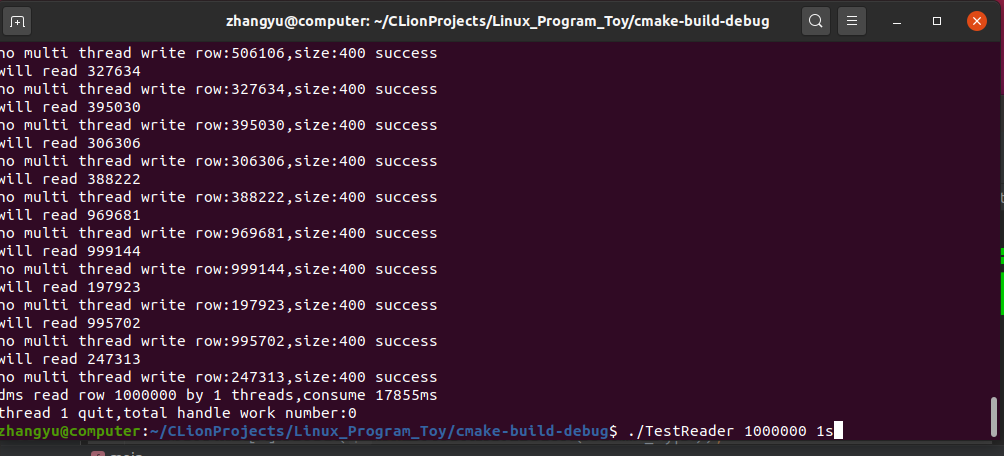 zhangyu@computer: ~/CLionProjects/Linux_Program_Toy/cmake-build-debug
no multi thread write row:506106,size:400 success
will read 327634
no multi thread write row:327634,size:400 success
will read 395030
no multi thread write row:395030,size:400 success
will read 306306
no multi thread write row:306306,size:400 success
will read 388222
no multi thread write row:388222,size:400 success
will read 969681
no multi thread write row:969681,size:400 success
will read 999144
no multi thread write row:999144,size:400 success
will read 197923
no multi thread write row:197923,size:400 success
will read 995702
no multi thread write row:995702,size:400 success
will read 247313
no multi thread write row:247313,size:400 success
dms read row 1000000 by 1 threads,consume 17855ms
thread 1 quit,total handle work number:0
zhangyu@computer:~/CLionProjects/Linux_Program_Toy/cmake-build-debug$ ./TestReader 1000000 1s